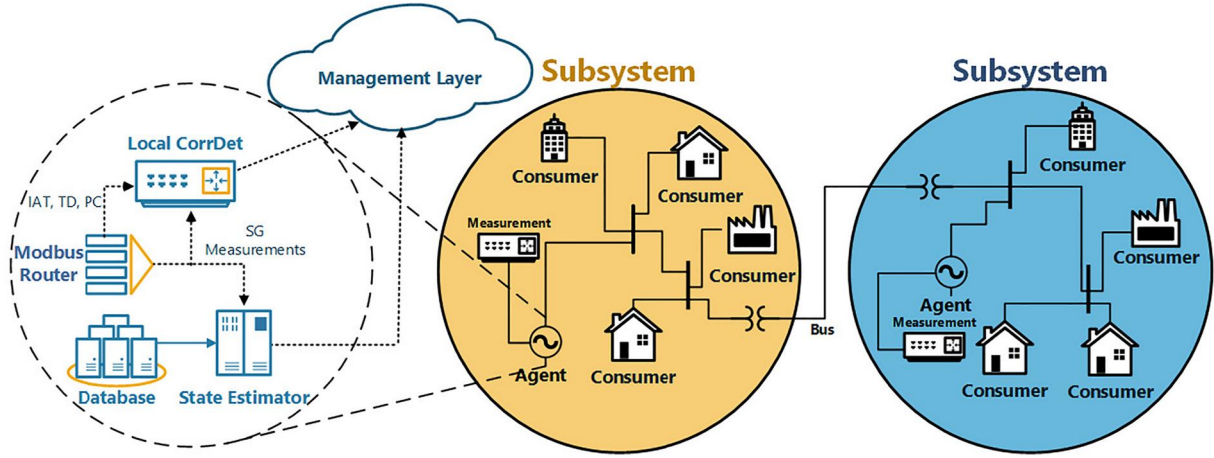 Management Layer
Local CorrDet
IAT, TD, PC
SG
Measurements
Modbus
Router
Database
State Estimator
Subsystem
Consumer
Consumer
Measurement
Consumer
Agent
Consumer
Bus
Subsystem
Consumer
Consumer
Agent
Measurement
Consumer
Consumer